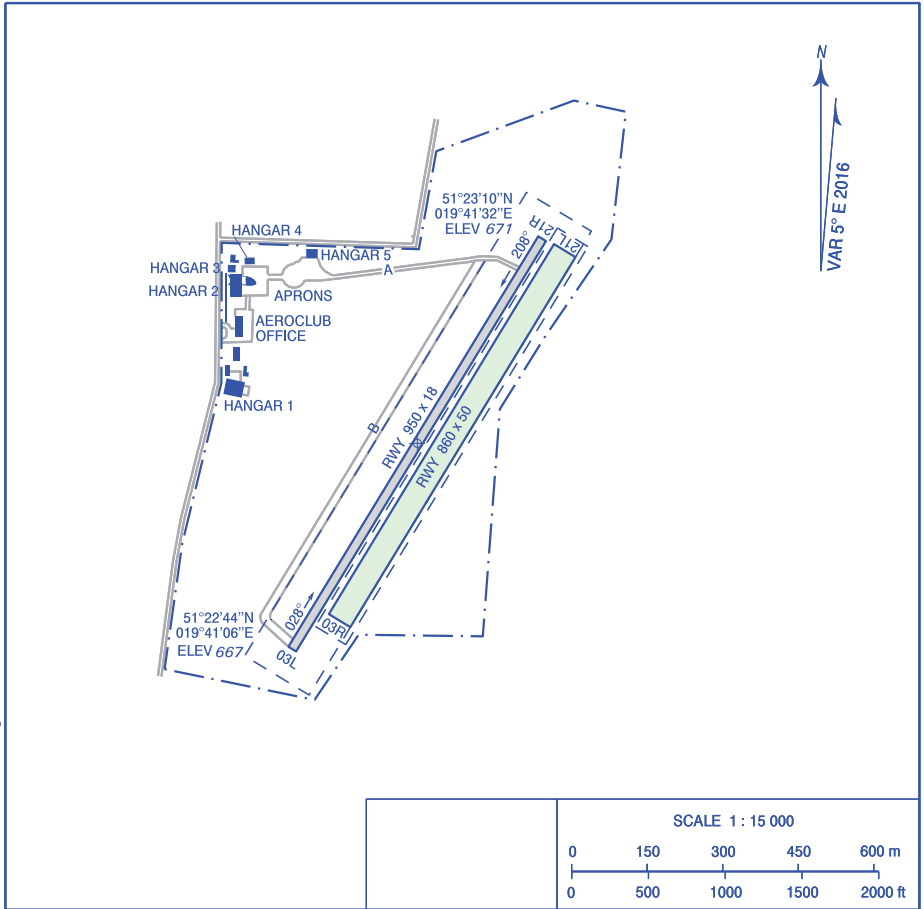 N
VAR 5° E 2016
51°23'10"N
019°41'32"E
ELEV 671
208°
21R
21L
HANGAR 4
HANGAR 5
HANGAR 3
HANGAR 2
A
APRONS
AEROCLUB
OFFICE
HANGAR 1
B
RWY 950 x 18
RWY 860 x 50
51°22'44"N
019°41'06"E
ELEV 667
028°
03R
03L
SCALE 1 : 15 000
0 150 300 450 600 m
0 500 1000 1500 2000 ft